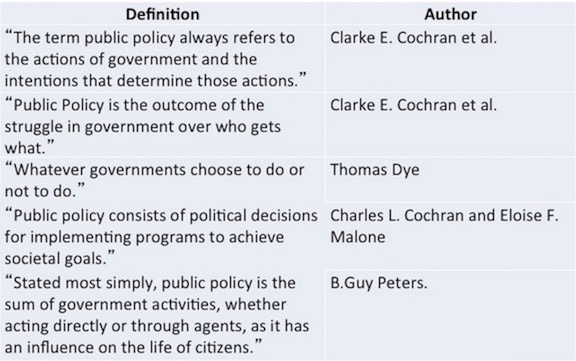 Definition Author
“The term public policy always refers to Clarke E. Cochran et al.
the actions of government and the
intentions that determine those actions.”
“Public Policy is the outcome of the Clarke E. Cochran et al.
struggle in government over who gets
what.”
“Whatever governments choose to do or Thomas Dye
not to do.”
“Public policy consists of political decisions Charles L. Cochran and Eloise F.
for implementing programs to achieve Malone
societal goals.”
“Stated most simply, public policy is the B.Guy Peters.
sum of government activities, whether
acting directly or through agents, as it has
an influence on the life of citizens.”